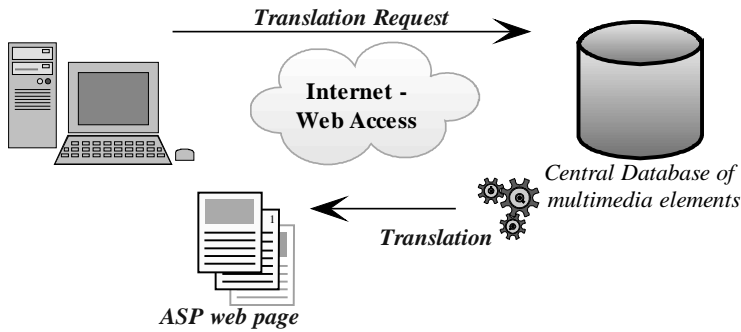 Translation Request
Internet -
Web Access
Central Database of
multimedia elements
1
Translation
ASP web page